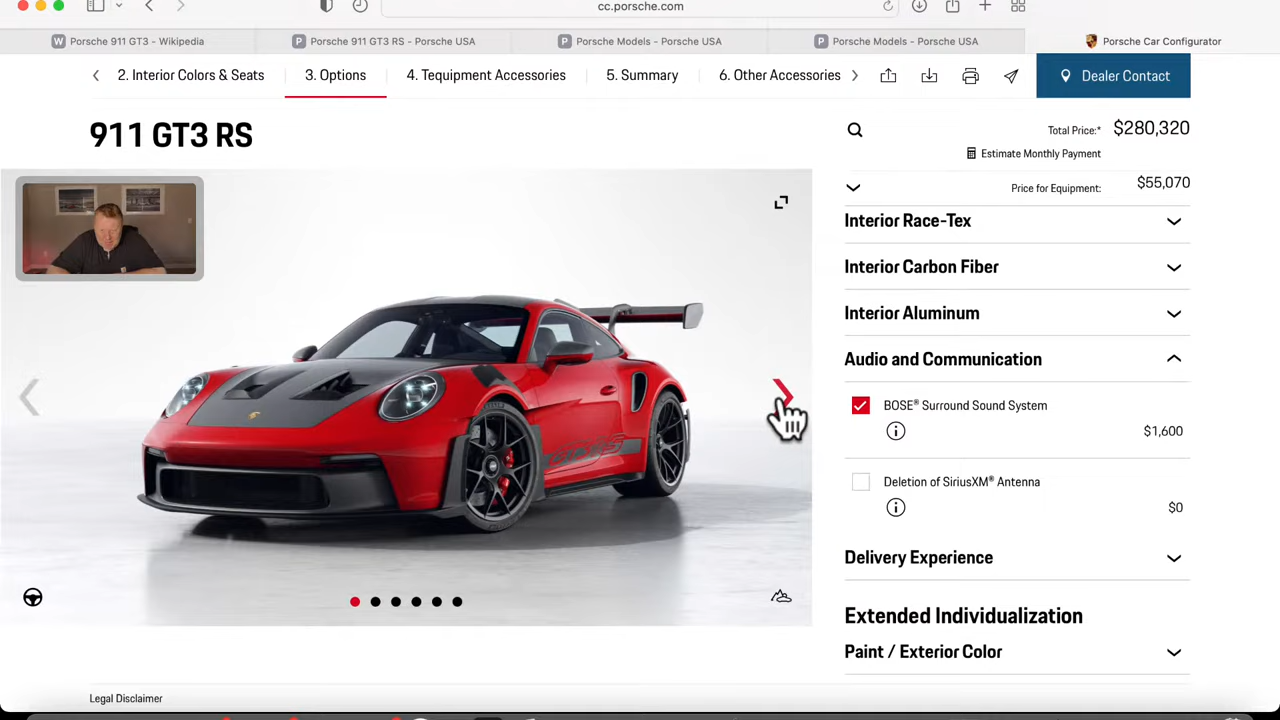 cc.porsche.com
Porsche 911 GT3 - Wikipedia
Porsche 911 GT3 RS - Porsche USA
Porsche Models - Porsche USA
Porsche Models - Porsche USA
Porsche Car Configurator
2. Interior Colors & Seats
3. Options
4. Tequipment Accessories
5. Summary
6. Other Accessories
Dealer Contact
911 GT3 RS
Total Price:* $280,320
Estimate Monthly Payment
Price for Equipment: $55,070
Interior Race-Tex
Interior Carbon Fiber
Interior Aluminum
Audio and Communication
BOSE® Surround Sound System
$1,600
Deletion of SiriusXM® Antenna
$0
Delivery Experience
Extended Individualization
Paint / Exterior Color
Legal Disclaimer